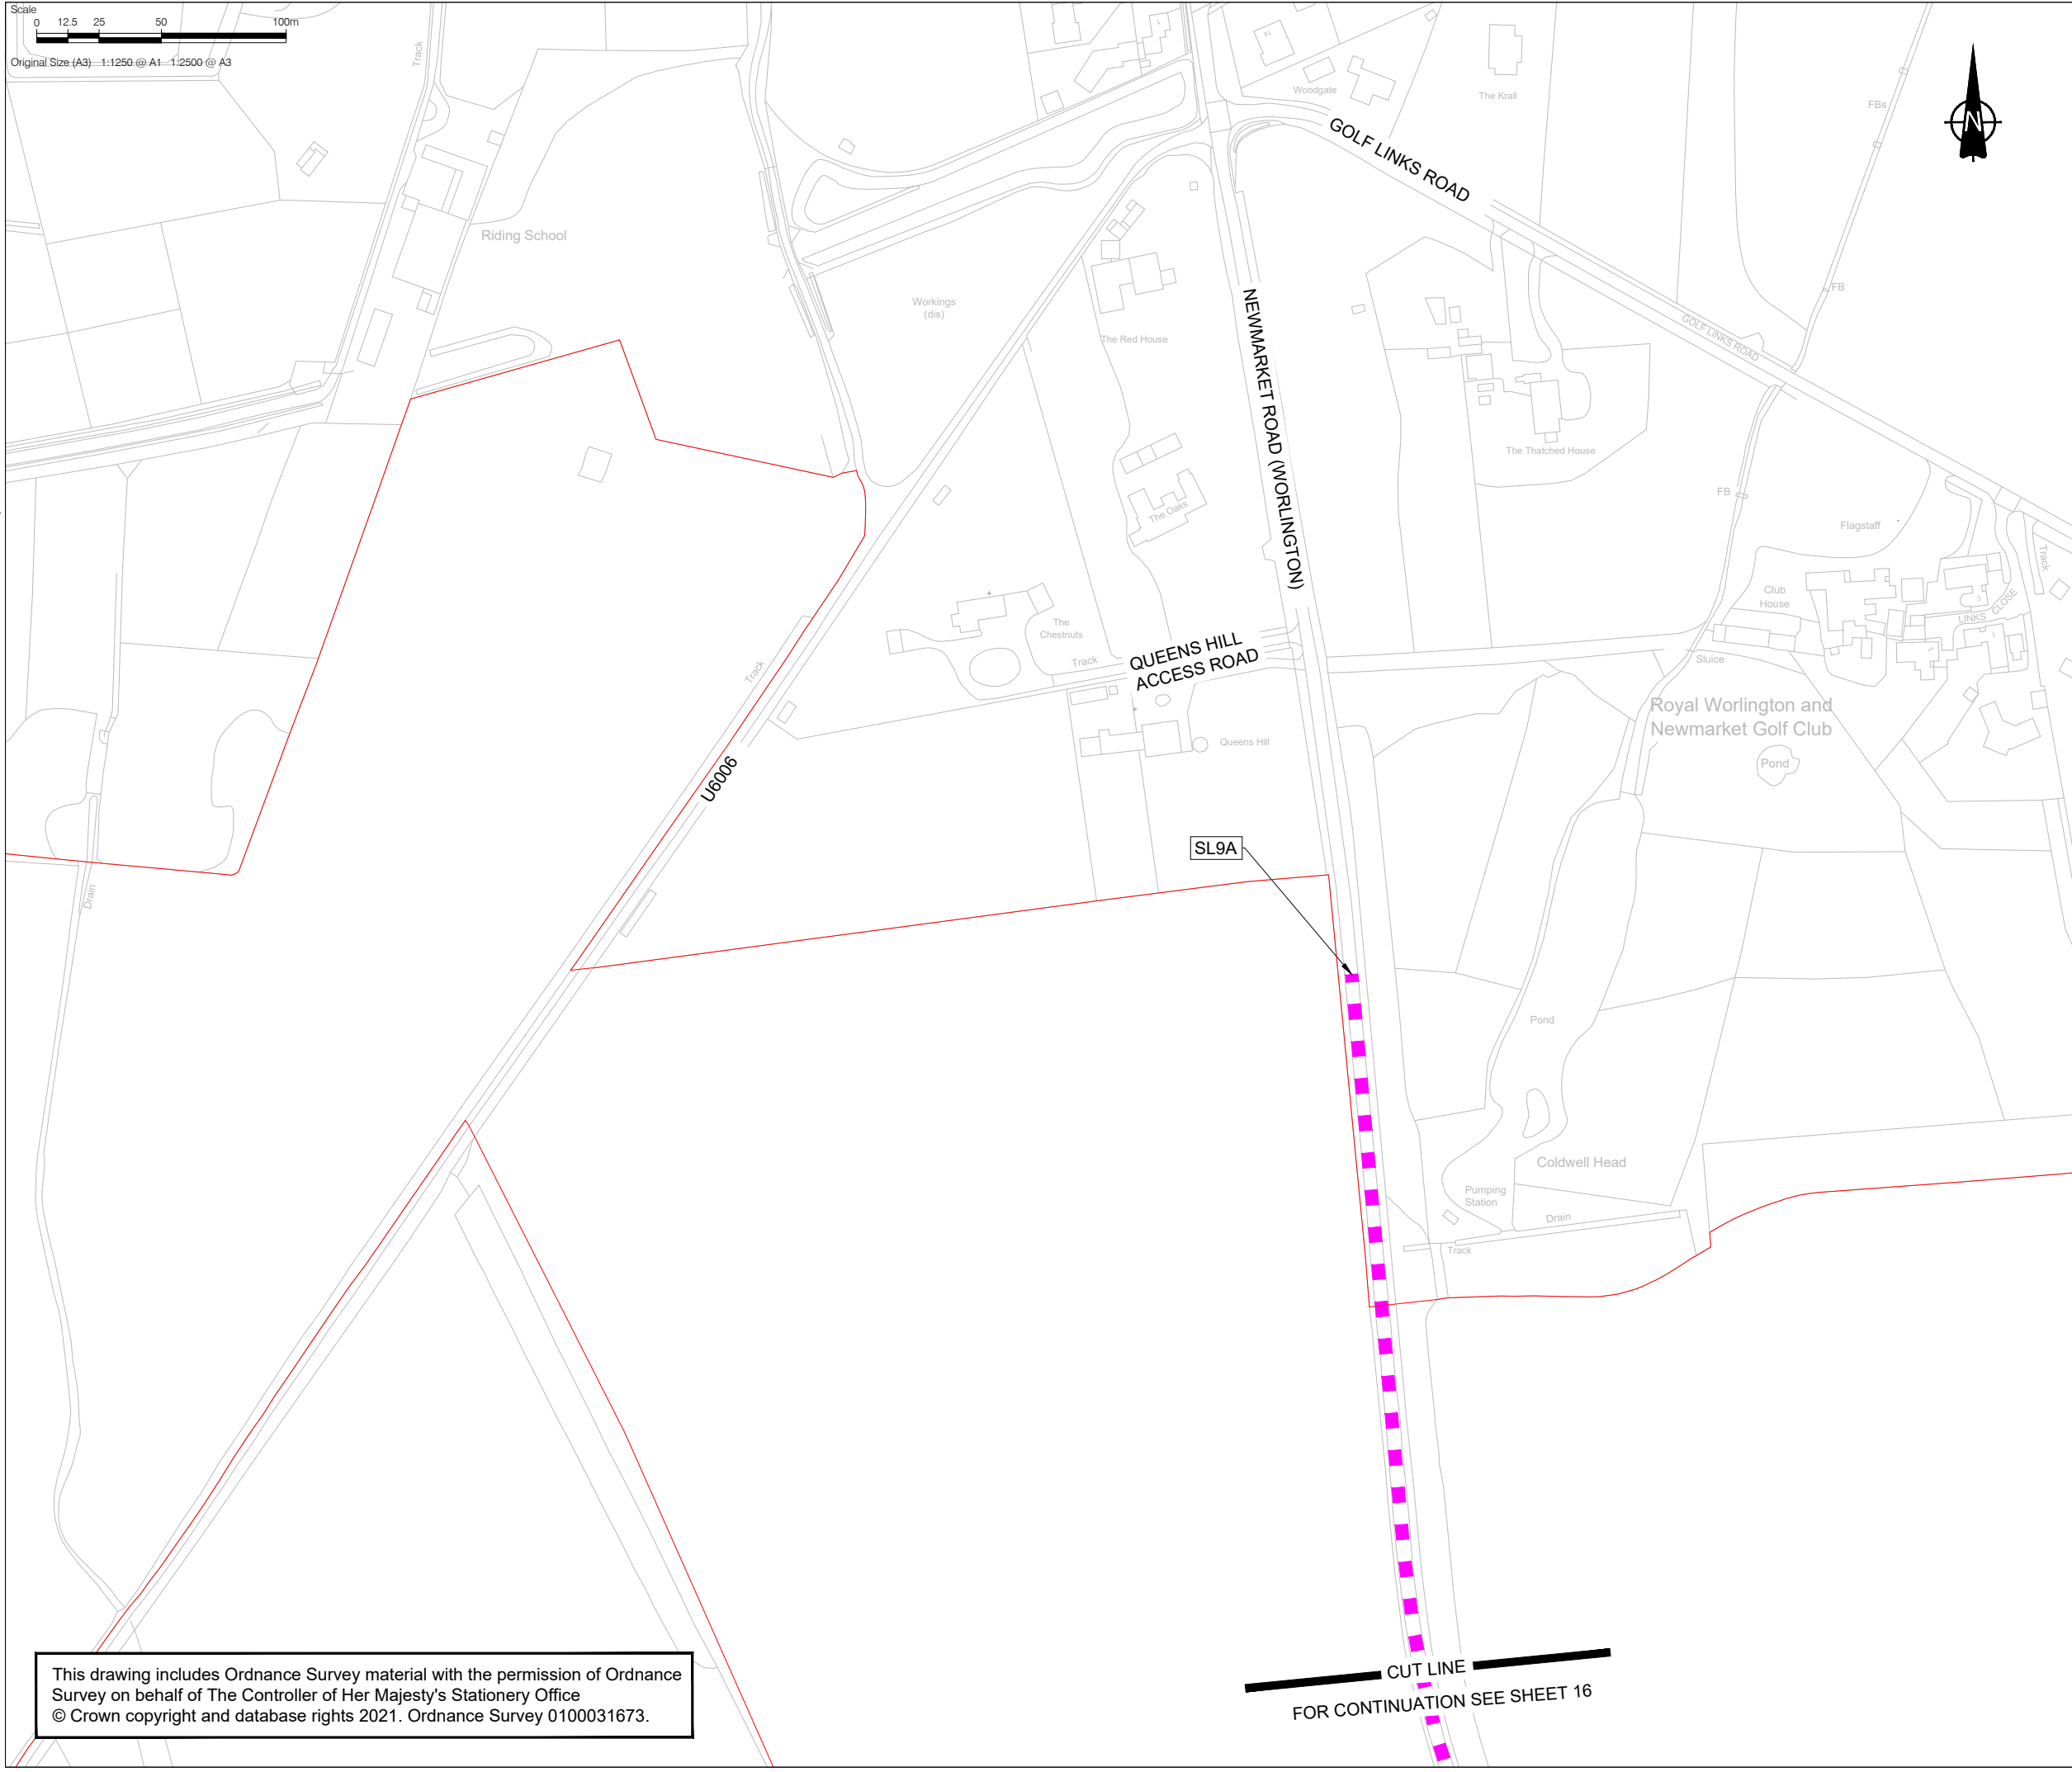 Scale
0 12.5 25 50 100m
Original Size (A3) 1:1250 @ A1 1:2500 @ A3
Track
1
14
Woodgate
The Krall
FBs
N
GOLF LINKS ROAD
Riding School
Workings
(dis)
The Red House
NEWMARKET ROAD (WORLINGTON)
FB
GOLF LINKS ROAD
The Thatched House
FB
The Oaks
Flagstaff
Track
Club
House
3
LINKS CLOSE
1
2
The
Chestnuts
Track
QUEENS HILL
ACCESS ROAD
Track
Sluice
Royal Worlington and
Newmarket Golf Club
Pond
Queens Hill
U6006
SL9A
Drain
Pond
Coldwell Head
Pumping
Station
Drain
Track
This drawing includes Ordnance Survey material with the permission of Ordnance
Survey on behalf of The Controller of Her Majesty's Stationery Office
© Crown copyright and database rights 2021. Ordnance Survey 0100031673.
CUT LINE
FOR CONTINUATION SEE SHEET 16